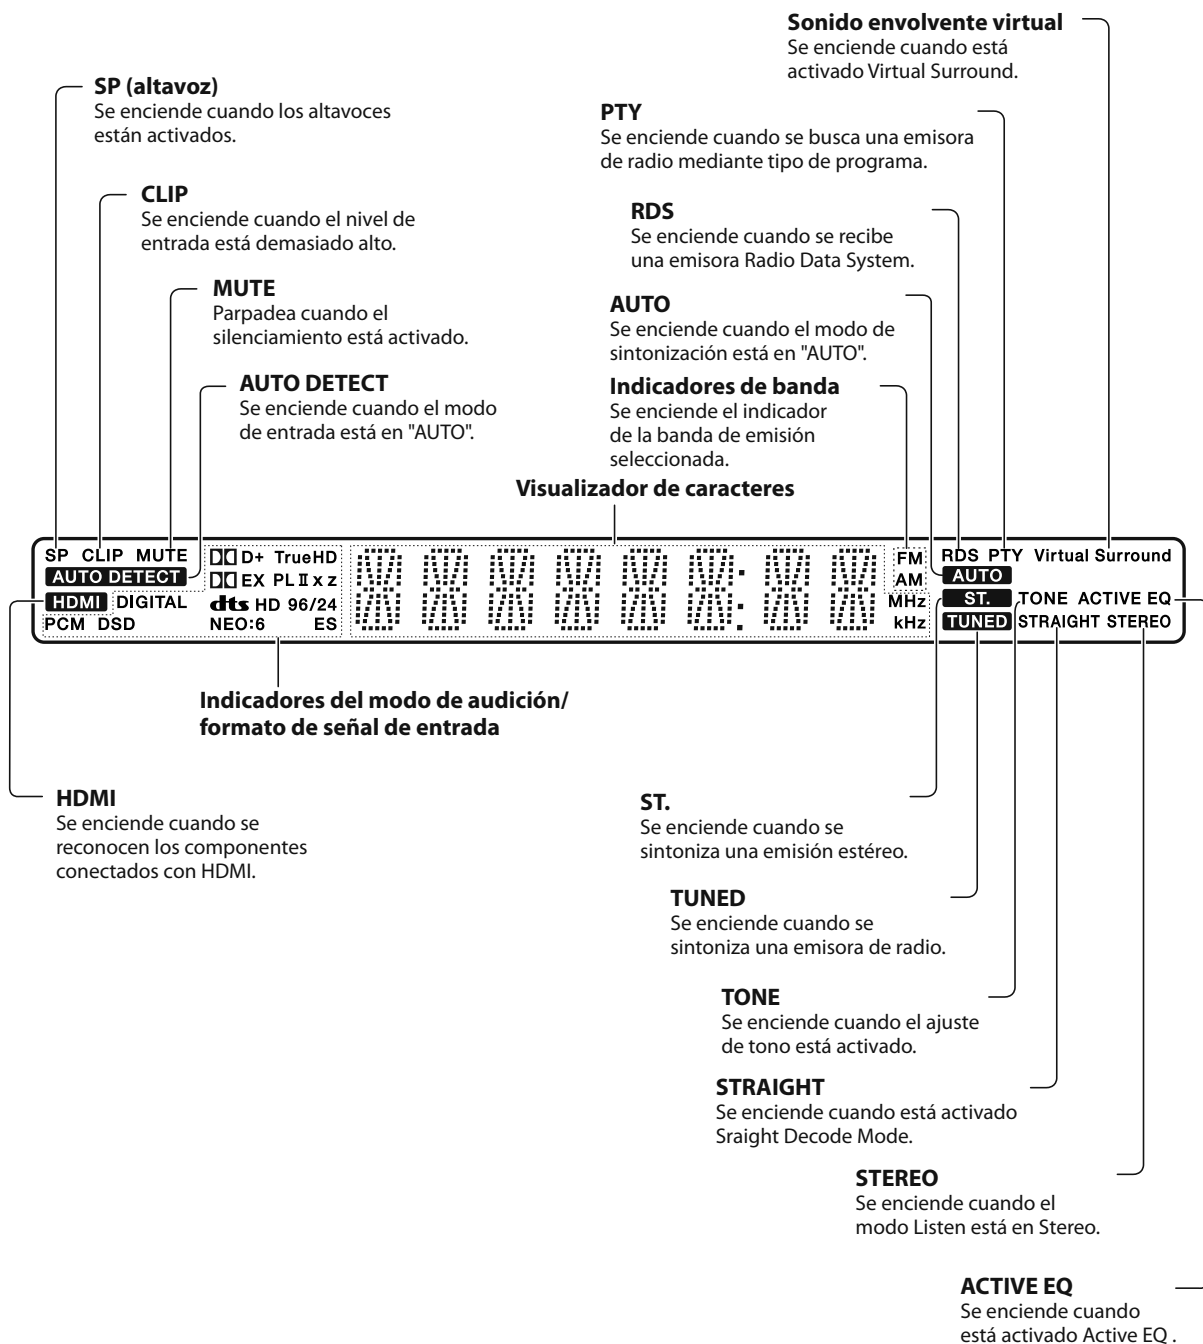 Sonido envolvente virtual
Se enciende cuando está
activado Virtual Surround.
SP (altavoz)
Se enciende cuando los altavoces
están activados.
PTY
Se enciende cuando se busca una emisora
de radio mediante tipo de programa.
CLIP
Se enciende cuando el nivel de
entrada está demasiado alto.
RDS
Se enciende cuando se recibe
una emisora Radio Data System.
MUTE
Parpadea cuando el
silenciamiento está activado.
AUTO
Se enciende cuando el modo de
sintonización está en "AUTO".
AUTO DETECT
Se enciende cuando el modo
de entrada está en "AUTO".
Indicadores de banda
Se enciende el indicador
de la banda de emisión
seleccionada.
Visualizador de caracteres
SP CLIP MUTE DD D+ TrueHD FM RDS PTY Virtual Surround
AUTO DETECT DD EX PLⅡ x z AM AUTO
HDMI DIGITAL dts HD 96/24 MHz ST. TONE ACTIVE EQ
PCM DSD NEO:6 ES kHz TUNED STRAIGHT STEREO
Indicadores del modo de audición/
formato de señal de entrada
HDMI
Se enciende cuando se
reconocen los componentes
conectados con HDMI.
ST.
Se enciende cuando se
sintoniza una emisión estéreo.
TUNED
Se enciende cuando se
sintoniza una emisora de radio.
TONE
Se enciende cuando el ajuste
de tono está activado.
STRAIGHT
Se enciende cuando está activado
Sraight Decode Mode.
STEREO
Se enciende cuando el
modo Listen está en Stereo.
ACTIVE EQ
Se enciende cuando
está activado Active EQ .